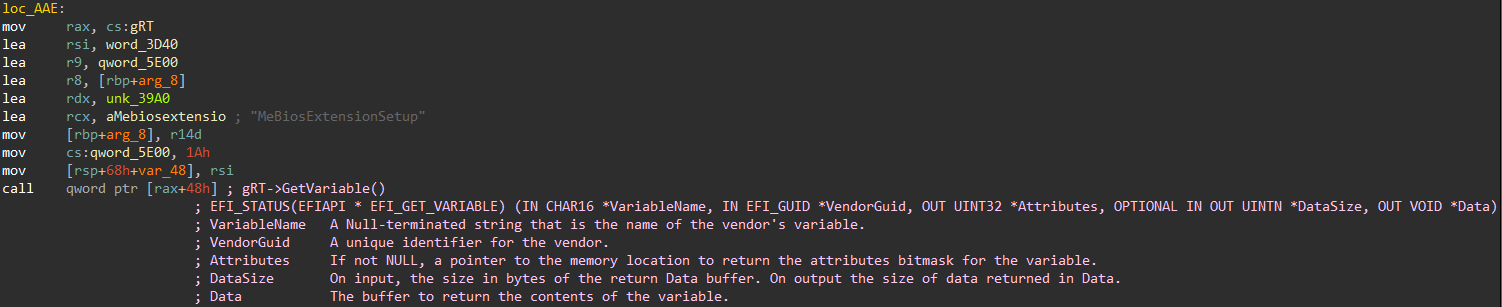 loc_AAE:
mov rax, cs:gRT
lea rsi, word_3D40
lea r9, qword_5E00
lea r8, [rbp+arg_8]
lea rdx, unk_39A0
lea rcx, aMebiosextensio ; "MeBiosExtensionSetup"
mov [rbp+arg_8], r14d
mov cs:qword_5E00, 1Ah
mov [rsp+68h+var_48], rsi
call qword ptr [rax+48h] ; gRT->GetVariable()
; EFI_STATUS(EFIAPI * EFI_GET_VARIABLE) (IN CHAR16 *VariableName, IN EFI_GUID *VendorGuid, OUT UINT32 *Attributes, OPTIONAL IN OUT UINTN *DataSize, OUT VOID *Data)
; VariableName A Null-terminated string that is the name of the vendor's variable.
; VendorGuid A unique identifier for the vendor.
; Attributes If not NULL, a pointer to the memory location to return the attributes bitmask for the variable.
; DataSize On input, the size in bytes of the return Data buffer. On output the size of data returned in Data.
; Data The buffer to return the contents of the variable.